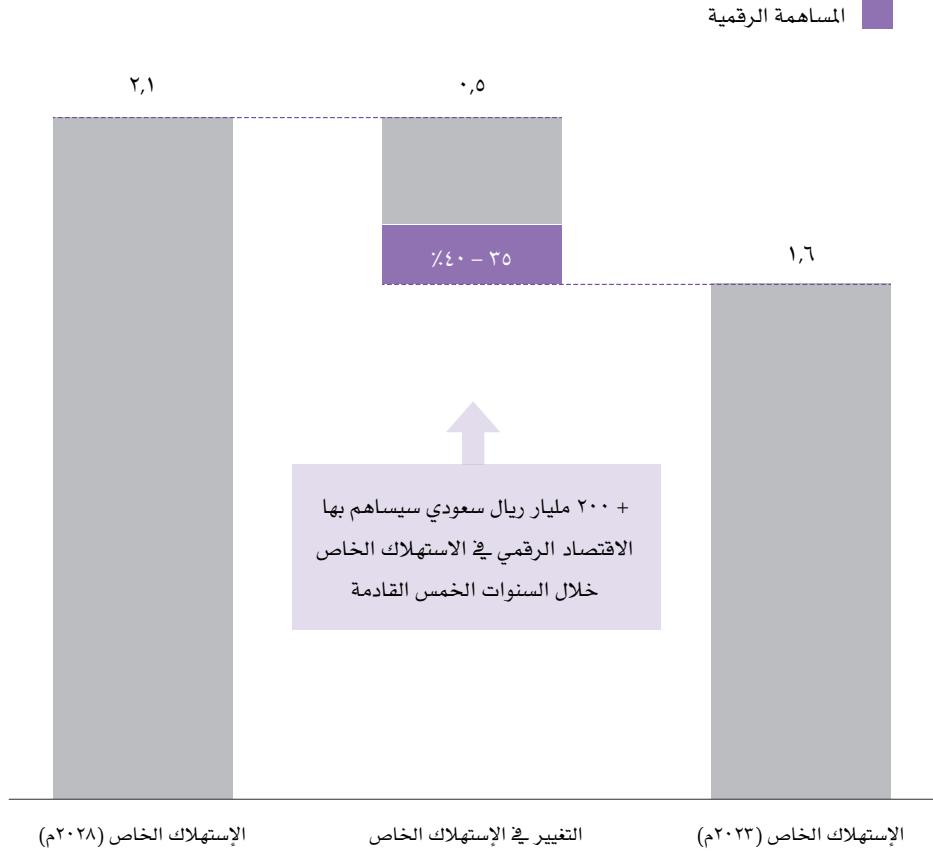 المساهمة الرقمية
١,٦
٠,٥
٢,١
٣٥ – ٤٠٪
+ ٢٠٠ مليار ريال سعودي سيساهم بها
الاقتصاد الرقمي في الاستهلاك الخاص
خلال السنوات الخمس القادمة
الإستهلاك الخاص (٢٠٢٣م)
التغيير في الإستهلاك الخاص
الإستهلاك الخاص (٢٠٢٨م)